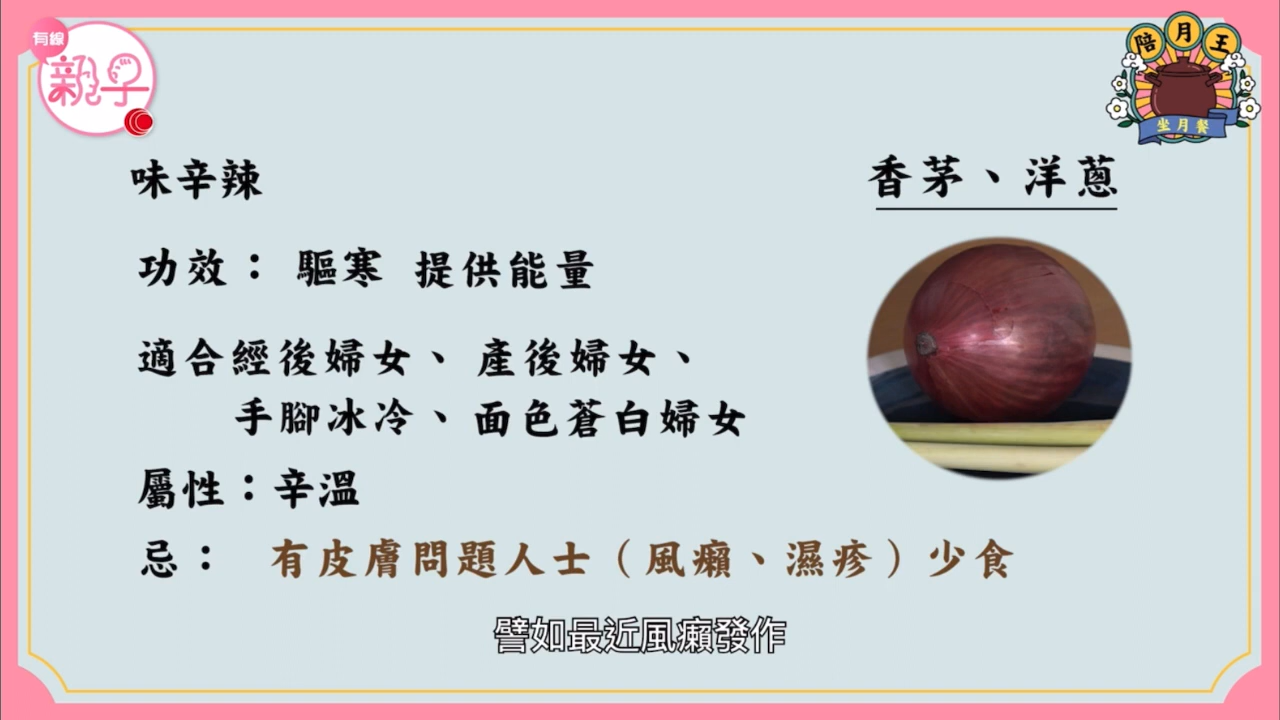 有線
親子
陪月王
坐月餐
味辛辣
香茅、洋蔥
功效： 驅寒 提供能量
適合經後婦女、產後婦女、
手腳冰冷、面色蒼白婦女
屬性：辛溫
忌： 有皮膚問題人士（風癩、濕疹）少食
譬如最近風癩發作